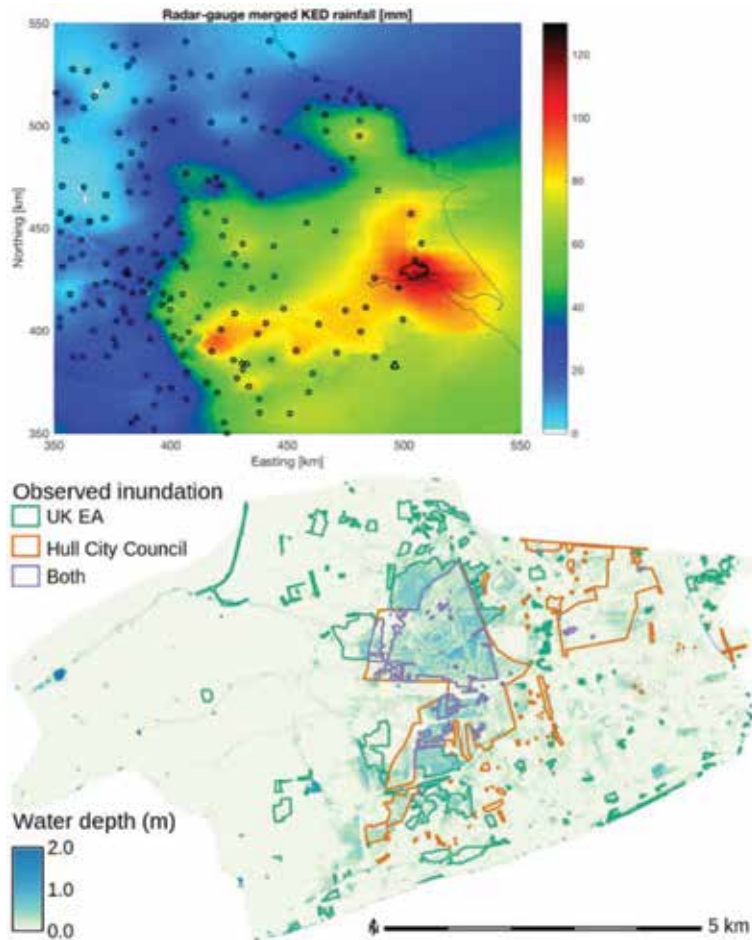 Radar-gauge merged KED rainfall [mm]
550
500
450
400
350
Northing [km]
350
400
450
500
550
Easting [km]
120
100
80
60
40
20
0
Observed inundation
UK EA
Hull City Council
Both
Water depth (m)
2.0
1.0
0.0
5 km